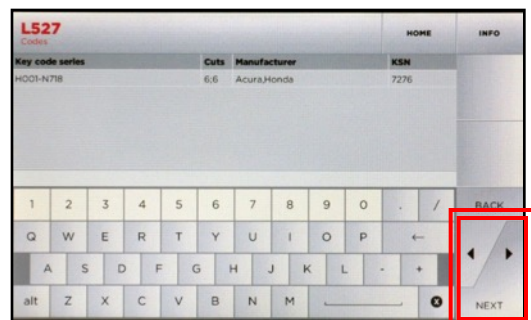 L527 HOME INFO
Codes
Key code series Cuts Manufacturer KSN
H001-N718 6;6 Acura,Honda 7276
1 2 3 4 5 6 7 8 9 0 . / BACK
Q W E R T Y U I O P ←
A S D F G H J K L - +
alt Z X C V B N M NEXT